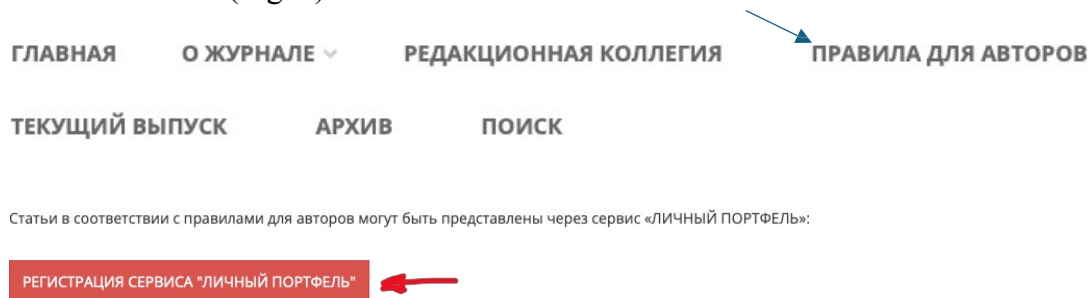 ГЛАВНАЯ О ЖУРНАЛЕ РЕДАКЦИОННАЯ КОЛЛЕГИЯ ПРАВИЛА ДЛЯ АВТОРОВ
ТЕКУЩИЙ ВЫПУСК АРХИВ ПОИСК
Статьи в соответствии с правилами для авторов могут быть представлены через сервис «ЛИЧНЫЙ ПОРТФЕЛЬ»:
РЕГИСТРАЦИЯ СЕРВИСА "ЛИЧНЫЙ ПОРТФЕЛЬ"